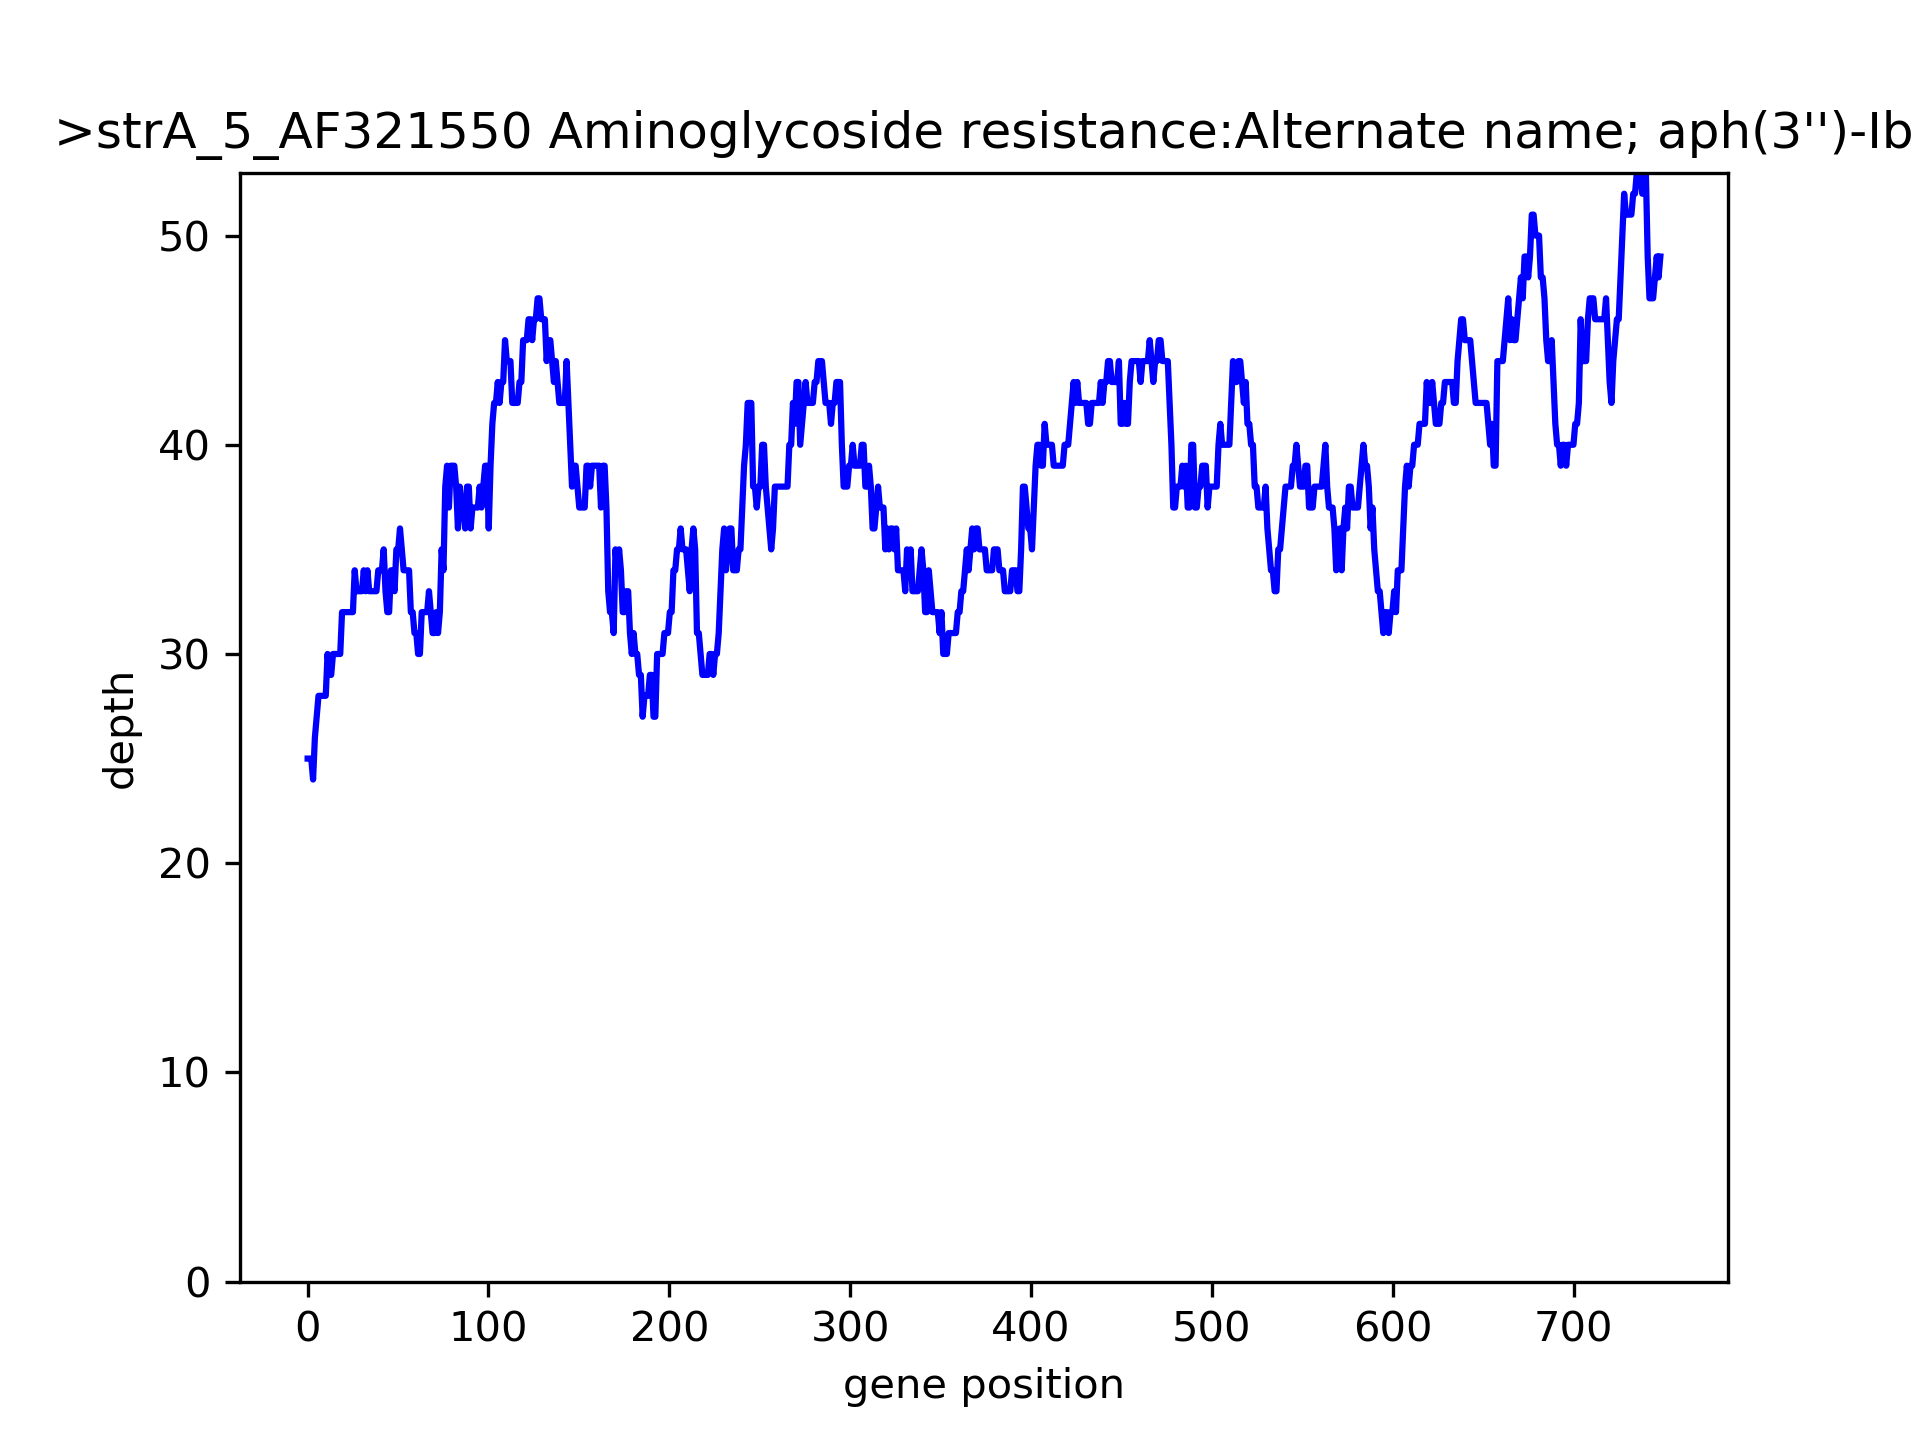 >strA_5_AF321550 Aminoglycoside resistance:Alternate name; aph(3'')-Ib
50
40
30
20
10
0
depth
0 100 200 300 400 500 600 700
gene position